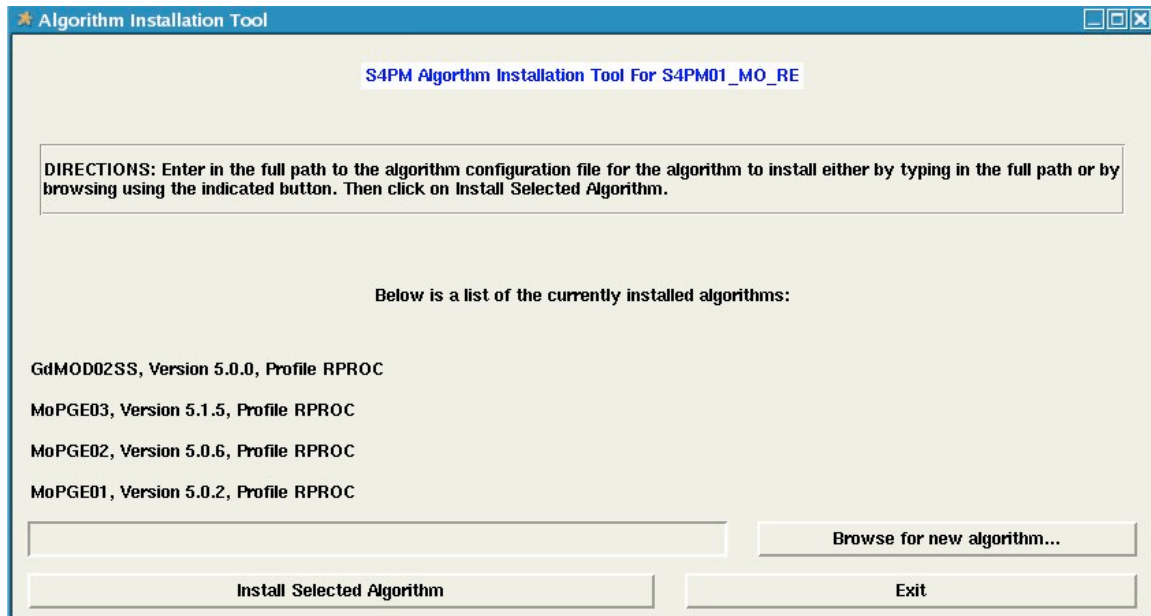 Algorithm Installation Tool
S4PM Algorthm Installation Tool For S4PM01_MO_RE
DIRECTIONS: Enter in the full path to the algorithm configuration file for the algorithm to install either by typing in the full path or by
browsing using the indicated button. Then click on Install Selected Algorithm.
Below is a list of the currently installed algorithms:
GdMOD02SS, Version 5.0.0, Profile RPROC
MoPGE03, Version 5.1.5, Profile RPROC
MoPGE02, Version 5.0.6, Profile RPROC
MoPGE01, Version 5.0.2, Profile RPROC
Browse for new algorithm...
Install Selected Algorithm
Exit